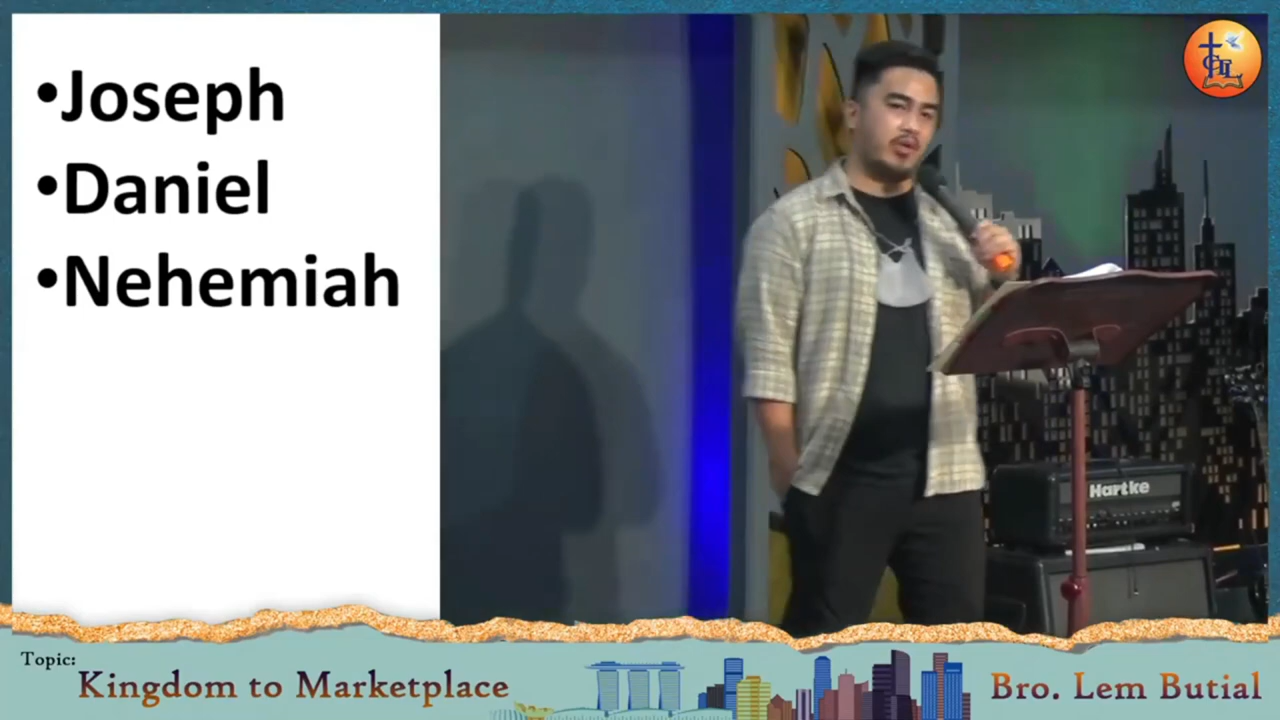 •Joseph
•Daniel
•Nehemiah
Hartke
Topic:
Kingdom to Marketplace
Bro. Lem Butial